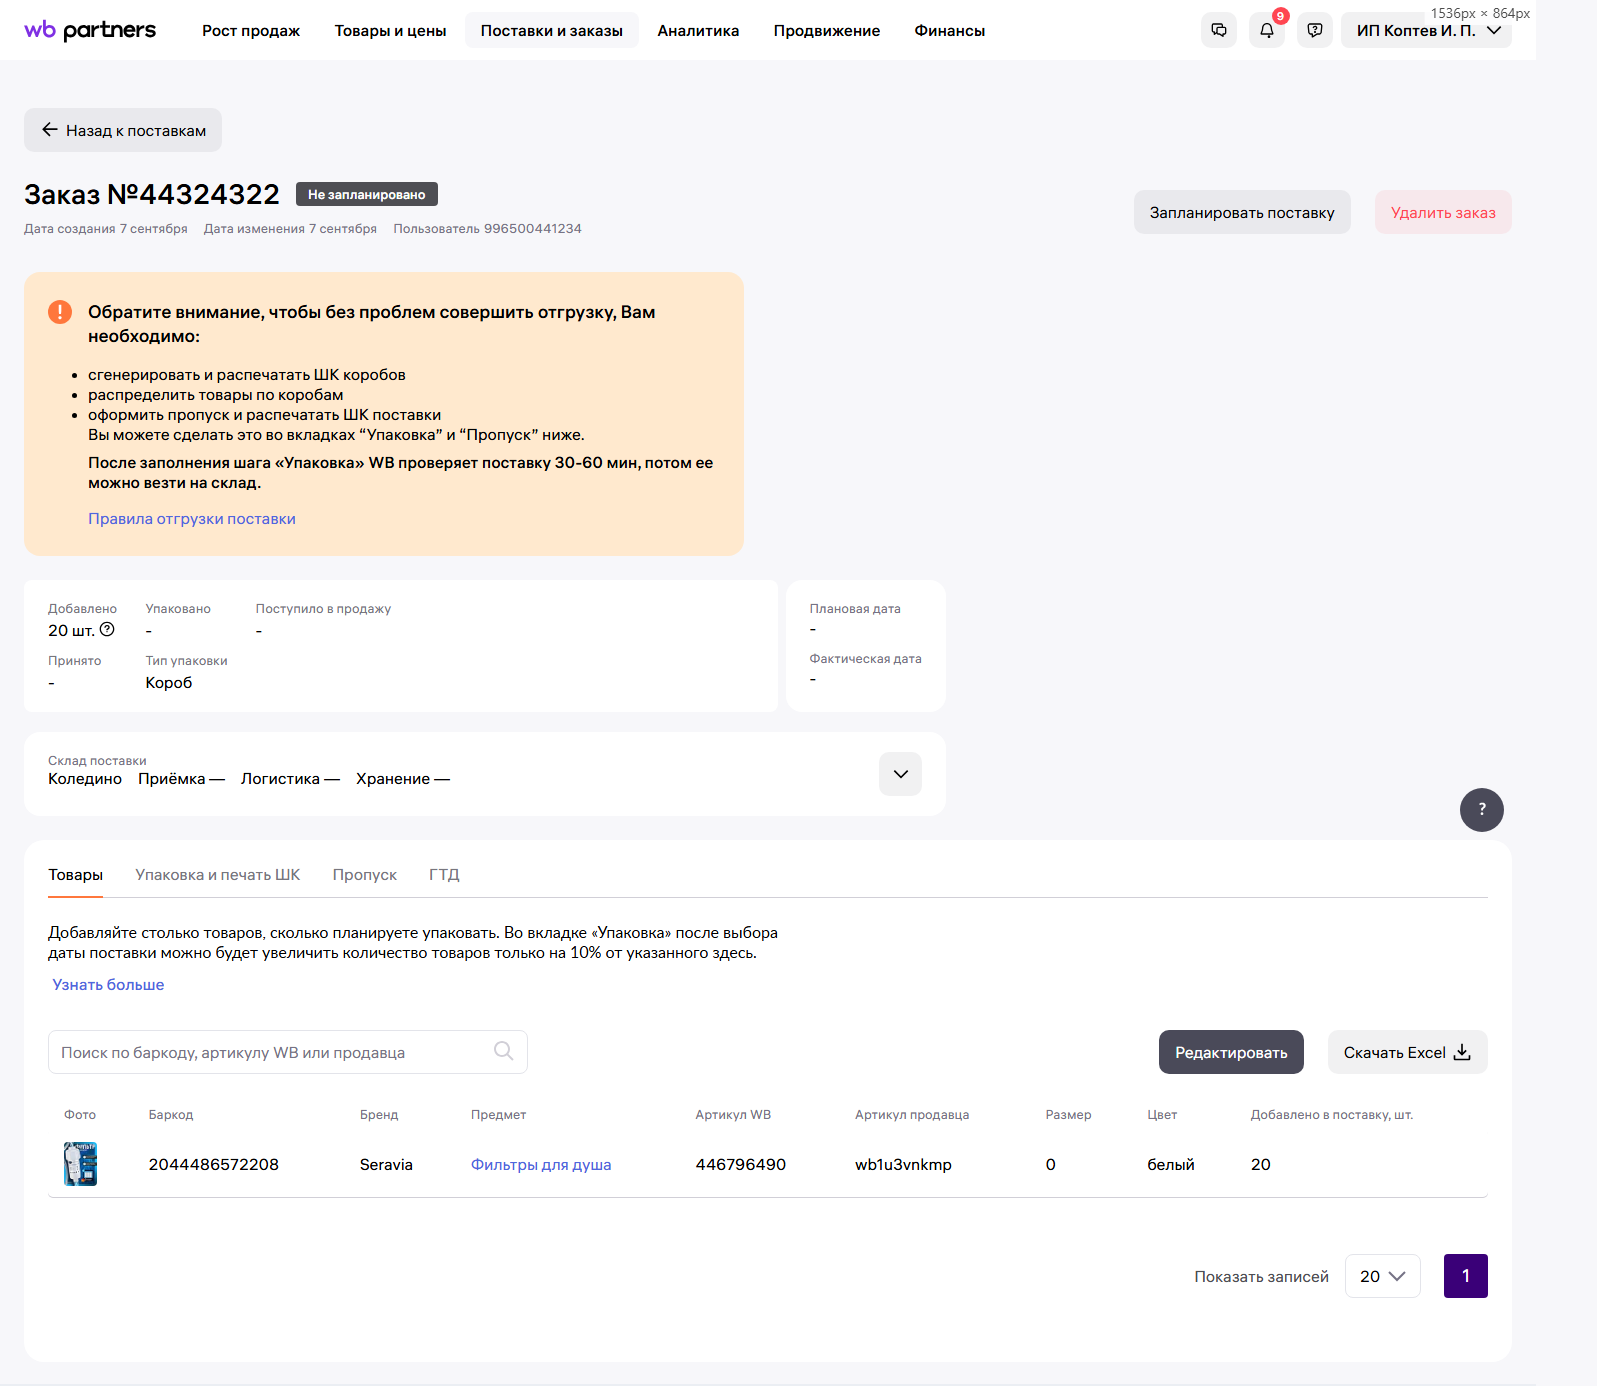 wb partners
Рост продаж
Товары и цены
Поставки и заказы
Аналитика
Продвижение
Финансы
9
ИП Коптев И. П.
1536px × 864px
Назад к поставкам
Заказ №44324322
Не запланировано
Дата создания 7 сентября Дата изменения 7 сентября Пользователь 996500441234
Запланировать поставку
Удалить заказ
Обратите внимание, чтобы без проблем совершить отгрузку, Вам
необходимо:
• сгенерировать и распечатать ШК коробов
• распределить товары по коробам
• оформить пропуск и распечатать ШК поставки
Вы можете сделать это во вкладках “Упаковка” и “Пропуск” ниже.
После заполнения шага «Упаковка» WB проверяет поставку 30-60 мин, потом ее
можно везти на склад.
Правила отгрузки поставки
Добавлено Упаковано Поступило в продажу
20 шт. ? - -
Принято Тип упаковки
- Короб
Плановая дата
-
Фактическая дата
-
Склад поставки
Коледино Приёмка — Логистика — Хранение —
?
Товары Упаковка и печать ШК Пропуск ГТД
Добавляйте столько товаров, сколько планируете упаковать. Во вкладке «Упаковка» после выбора
даты поставки можно будет увеличить количество товаров только на 10% от указанного здесь.
Узнать больше
Поиск по баркоду, артикулу WB или продавца
Редактировать
Скачать Excel
Фото Баркод Бренд Предмет Артикул WB Артикул продавца Размер Цвет Добавлено в поставку, шт.
2044486572208 Seravia Фильтры для душа 446796490 wb1u3vnkmp 0 белый 20
Показать записей 20 1